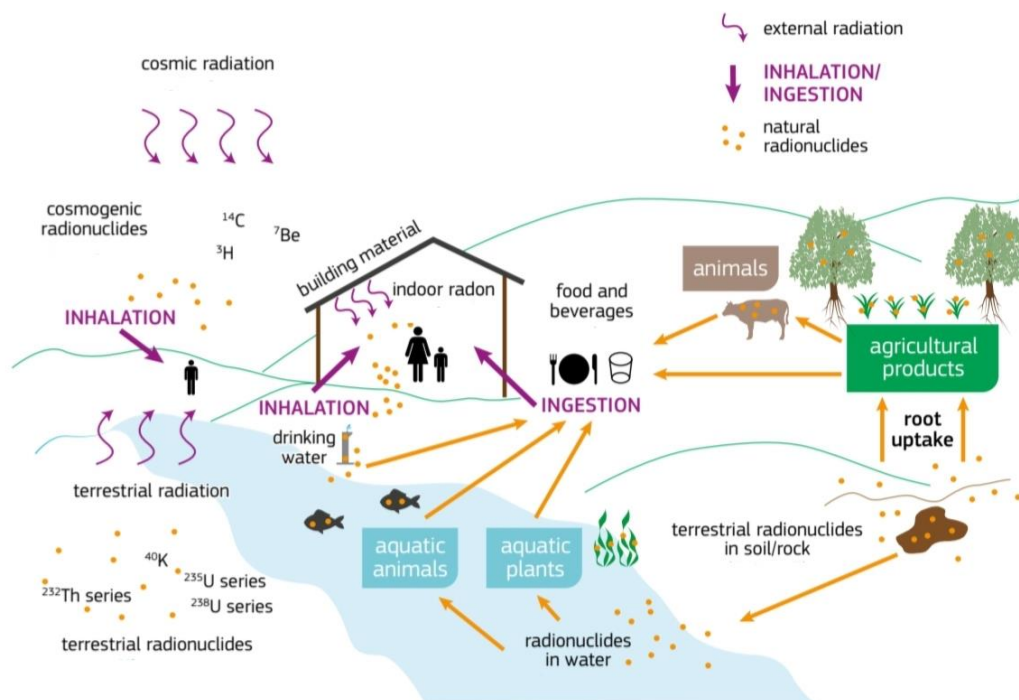 external radiation
INHALATION/
INGESTION
natural
radionuclides
cosmic radiation
cosmogenic
radionuclides
¹⁴C
⁷Be
³H
INHALATION
building material
indoor radon
INHALATION
food and
beverages
INGESTION
animals
agricultural
products
root
uptake
drinking
water
terrestrial radiation
aquatic
animals
aquatic
plants
terrestrial radionuclides
in soil/rock
⁴⁰K
²³⁵U series
²³²Th series
²³⁸U series
terrestrial radionuclides
radionuclides
in water